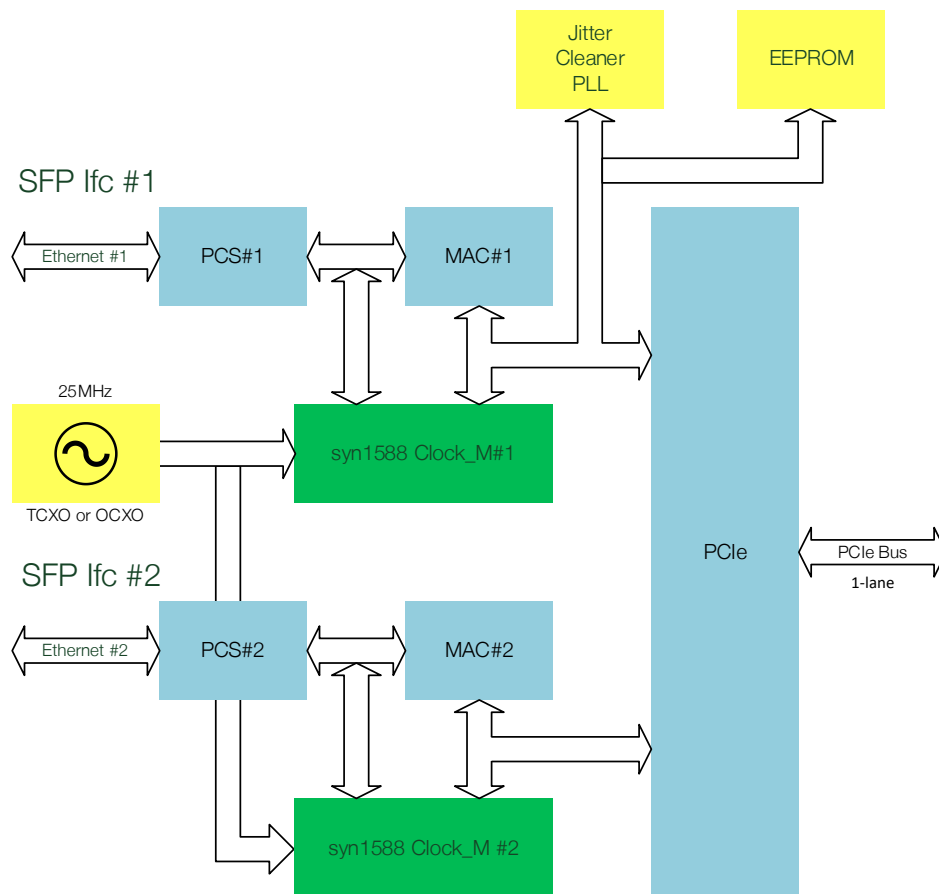 Jitter
Cleaner
PLL
EEPROM
SFP Ifc #1
Ethernet #1
PCS#1
MAC#1
25MHz
TCXO or OCXO
syn1588 Clock_M#1
PCIe
PCIe Bus
1-lane
SFP Ifc #2
Ethernet #2
PCS#2
MAC#2
syn1588 Clock_M #2